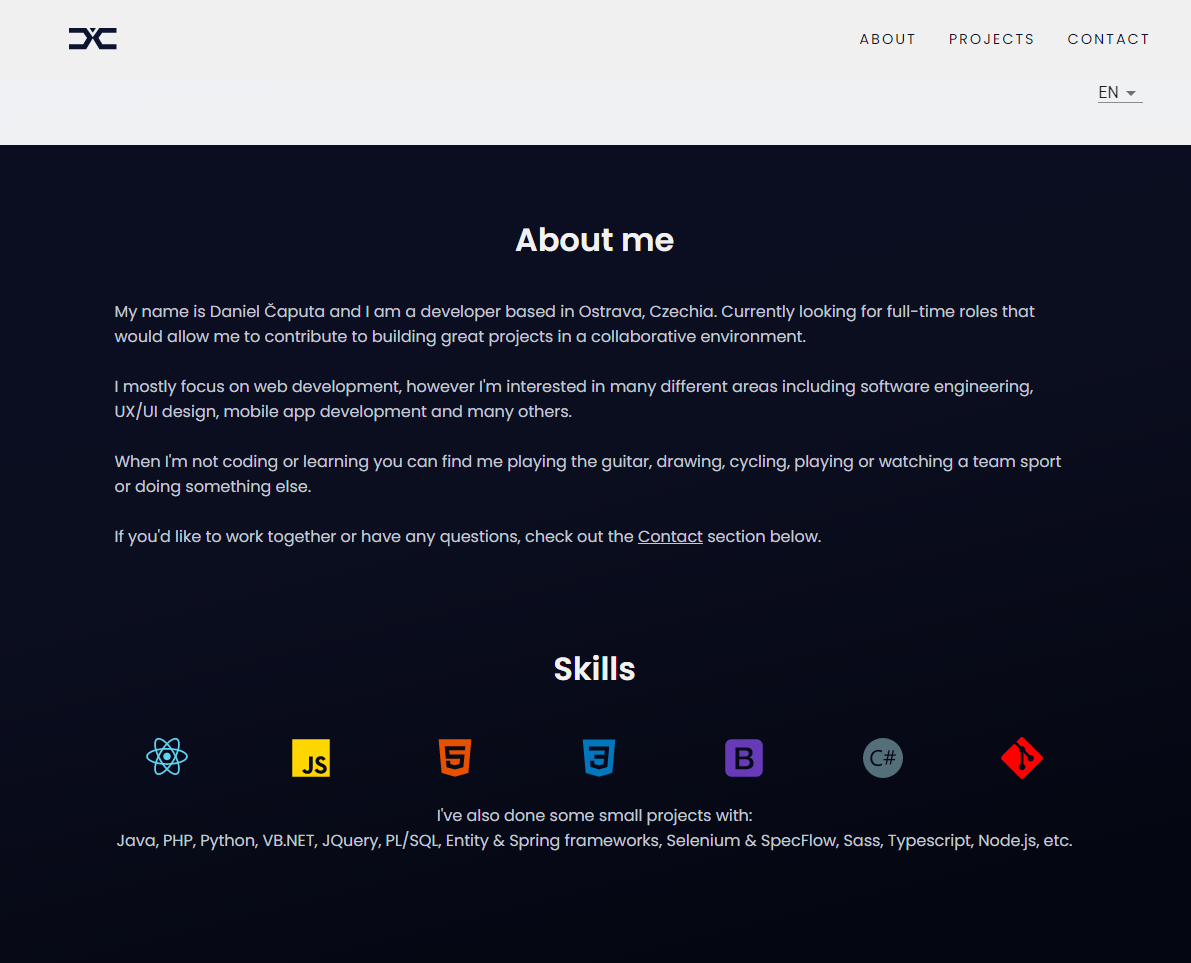 ABOUT PROJECTS CONTACT
EN
About me
My name is Daniel Čaputa and I am a developer based in Ostrava, Czechia. Currently looking for full-time roles that
would allow me to contribute to building great projects in a collaborative environment.
I mostly focus on web development, however I'm interested in many different areas including software engineering,
UX/UI design, mobile app development and many others.
When I'm not coding or learning you can find me playing the guitar, drawing, cycling, playing or watching a team sport
or doing something else.
If you'd like to work together or have any questions, check out the Contact section below.
Skills
JS 5 3 B C#
I've also done some small projects with:
Java, PHP, Python, VB.NET, JQuery, PL/SQL, Entity & Spring frameworks, Selenium & SpecFlow, Sass, Typescript, Node.js, etc.